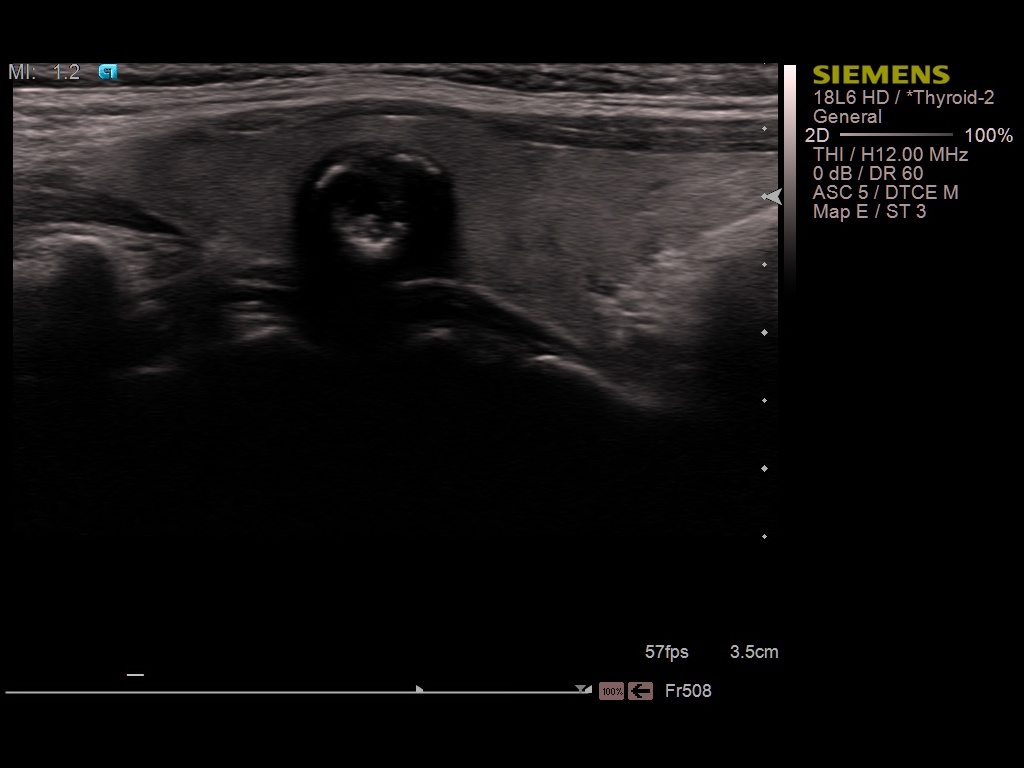 MI: 1.2
SIEMENS
18L6 HD / *Thyroid-2
General
2D 100%
THI / H12.00 MHz
0 dB / DR 60
ASC 5 / DTCE M
Map E / ST 3
57fps 3.5cm
100% Fr508